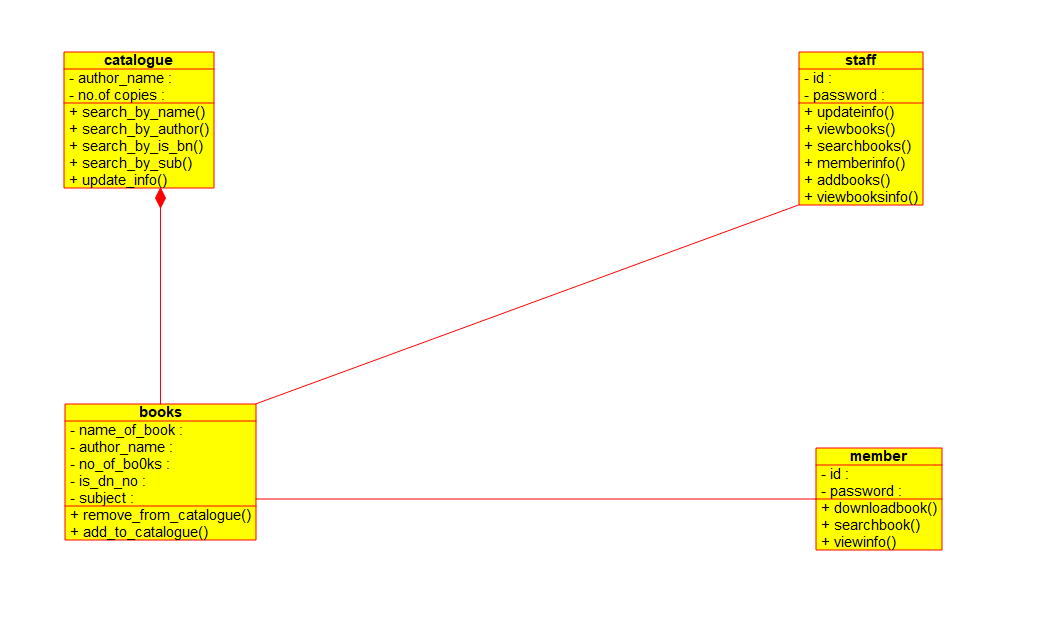 catalogue
- author_name :
- no.of copies :
+ search_by_name()
+ search_by_author()
+ search_by_is_bn()
+ search_by_sub()
+ update_info()
staff
- id :
- password :
+ updateinfo()
+ viewbooks()
+ searchbooks()
+ memberinfo()
+ addbooks()
+ viewbooksinfo()
books
- name_of_book :
- author_name :
- no_of_bo0ks :
- is_dn_no :
- subject :
+ remove_from_catalogue()
+ add_to_catalogue()
member
- id :
- password :
+ downloadbook()
+ searchbook()
+ viewinfo()